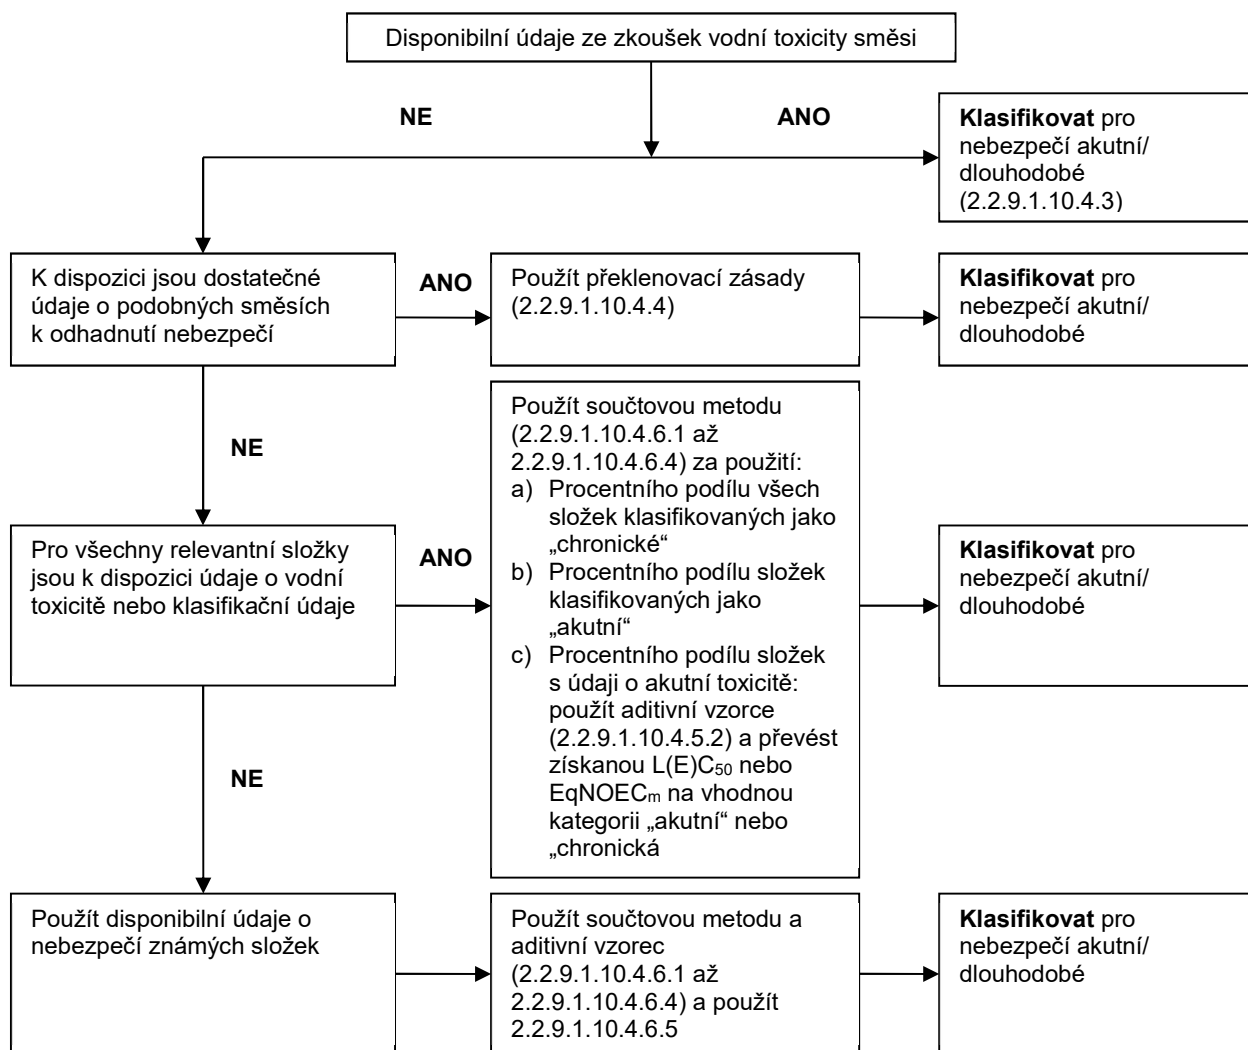 Disponibilní údaje ze zkoušek vodní toxicity směsi
NE
ANO
Klasifikovat pro
nebezpečí akutní/
dlouhodobé
(2.2.9.1.10.4.3)
K dispozici jsou dostatečné
údaje o podobných směsích
k odhadnutí nebezpečí
ANO
Použít překlenovací zásady
(2.2.9.1.10.4.4)
Klasifikovat pro
nebezpečí akutní/
dlouhodobé
NE
Pro všechny relevantní složky
jsou k dispozici údaje o vodní
toxicitě nebo klasifikační údaje
ANO
Použít součtovou metodu
(2.2.9.1.10.4.6.1 až
2.2.9.1.10.4.6.4) za použití:
a) Procentního podílu všech
složek klasifikovaných jako
„chronické“
b) Procentního podílu složek
klasifikovaných jako
„akutní“
c) Procentního podílu složek
s údaji o akutní toxicitě:
použít aditivní vzorce
(2.2.9.1.10.4.5.2) a převést
získanou L(E)C₅₀ nebo
EqNOECₘ na vhodnou
kategorii „akutní“ nebo
„chronická
Klasifikovat pro
nebezpečí akutní/
dlouhodobé
NE
Použít disponibilní údaje o
nebezpečí známých složek
Použít součtovou metodu a
aditivní vzorec
(2.2.9.1.10.4.6.1 až
2.2.9.1.10.4.6.4) a použít
2.2.9.1.10.4.6.5
Klasifikovat pro
nebezpečí akutní/
dlouhodobé